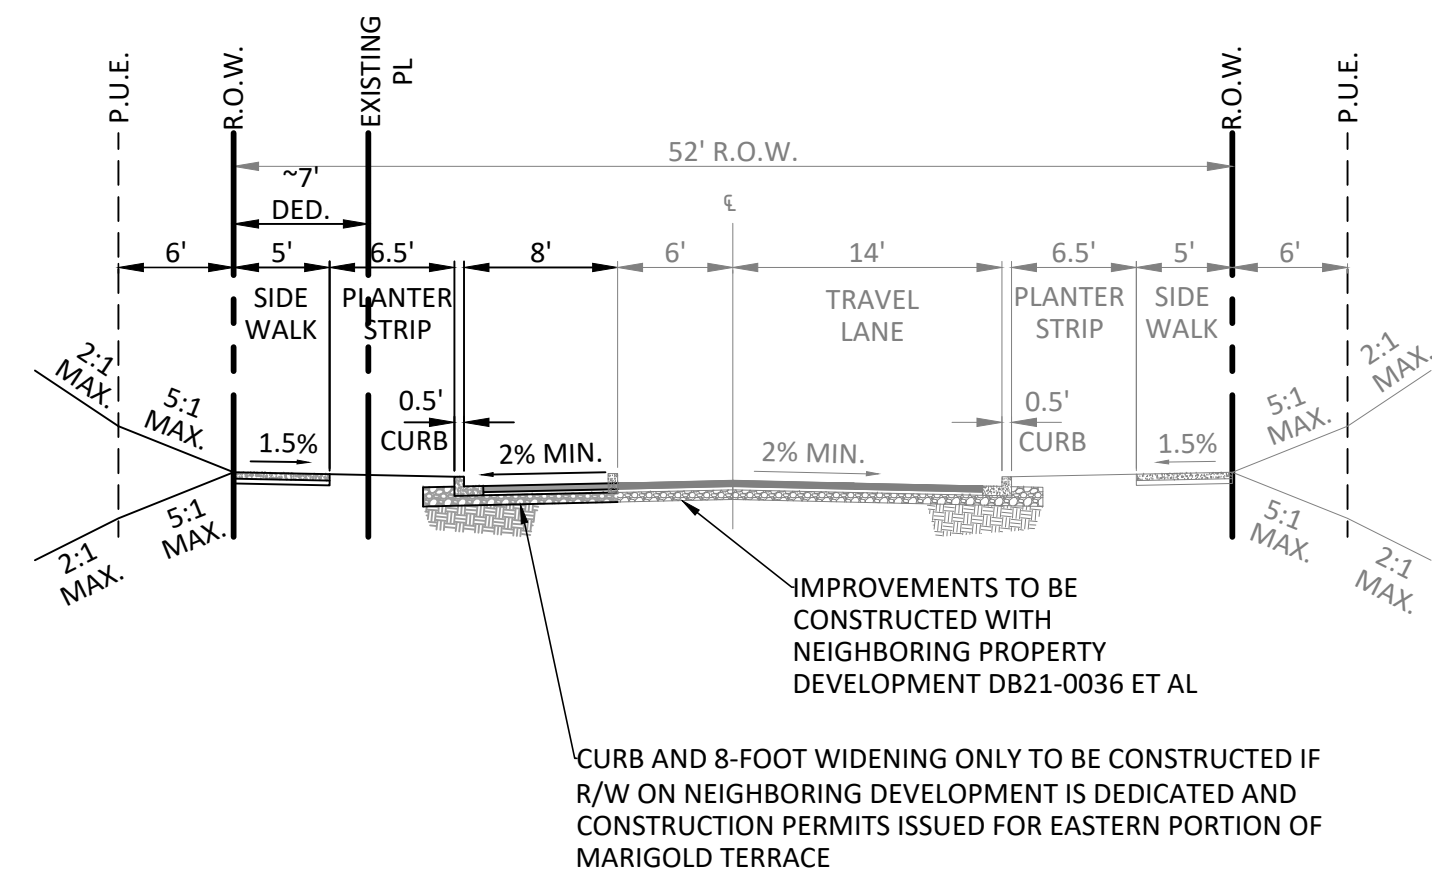 P.U.E.
R.O.W.
EXISTING
PL
R.O.W.
P.U.E.
52' R.O.W.
~7'
DED.
℄
6'
5'
6.5'
8'
6'
14'
6.5'
5'
6'
SIDE
WALK
PLANTER
STRIP
TRAVEL
LANE
PLANTER
STRIP
SIDE
WALK
2:1
MAX.
5:1
MAX.
1.5%
0.5'
CURB
2% MIN.
2% MIN.
0.5'
CURB
1.5%
5:1
MAX.
2:1
MAX.
5:1
MAX.
2:1
MAX.
5:1
MAX.
2:1
MAX.
IMPROVEMENTS TO BE
CONSTRUCTED WITH
NEIGHBORING PROPERTY
DEVELOPMENT DB21-0036 ET AL
CURB AND 8-FOOT WIDENING ONLY TO BE CONSTRUCTED IF
R/W ON NEIGHBORING DEVELOPMENT IS DEDICATED AND
CONSTRUCTION PERMITS ISSUED FOR EASTERN PORTION OF
MARIGOLD TERRACE